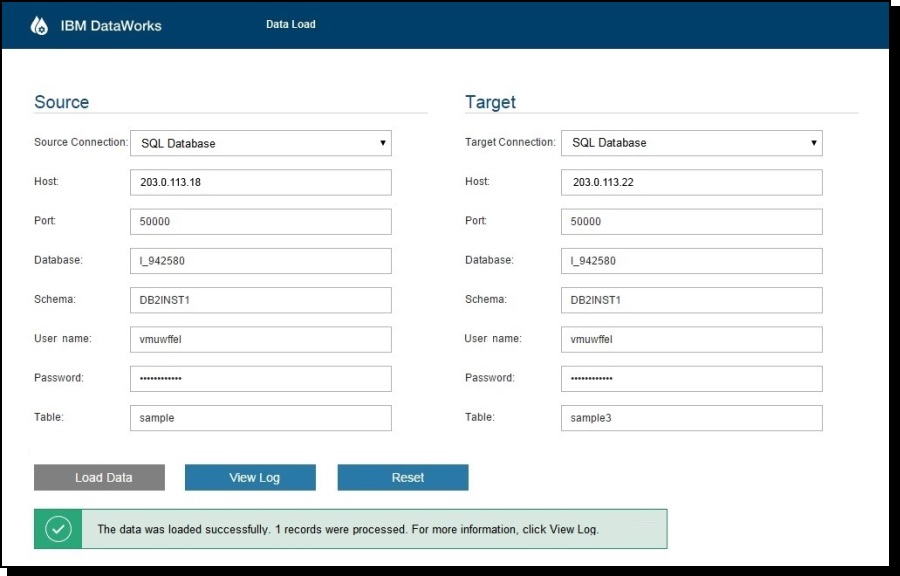 IBM DataWorks Data Load
Source
Source Connection: SQL Database
Host: 203.0.113.18
Port: 50000
Database: I_942580
Schema: DB2INST1
User name: vmuwffel
Password: ••••••••••••
Table: sample
Target
Target Connection: SQL Database
Host: 203.0.113.22
Port: 50000
Database: I_942580
Schema: DB2INST1
User name: vmuwffel
Password: ••••••••••••
Table: sample3
Load Data View Log Reset
The data was loaded successfully. 1 records were processed. For more information, click View Log.